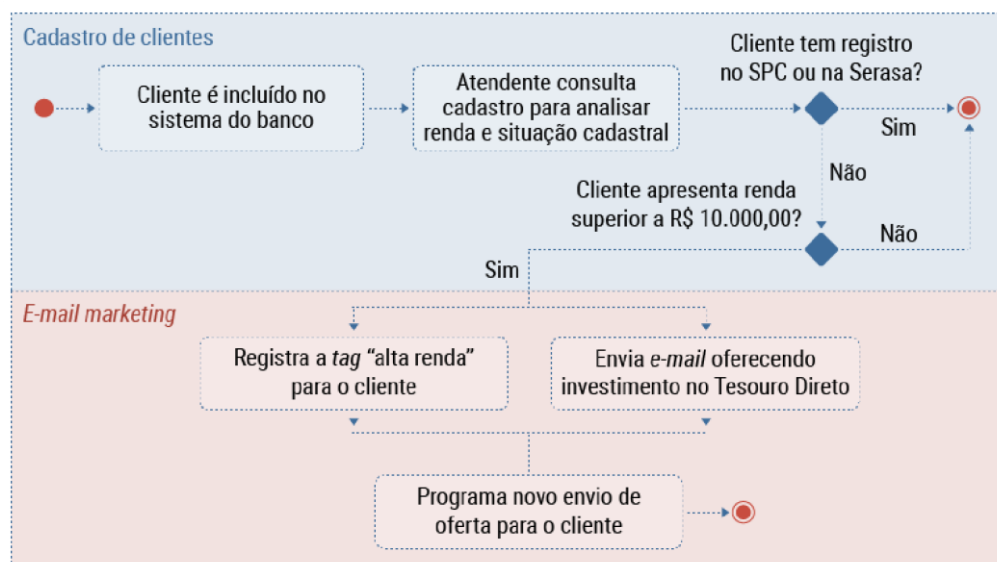 Cadastro de clientes
Cliente é incluído no
sistema do banco
Atendente consulta
cadastro para analisar
renda e situação cadastral
Cliente tem registro
no SPC ou na Serasa?
Sim
Não
Cliente apresenta renda
superior a R$ 10.000,00?
Não
Sim
E-mail marketing
Registra a tag “alta renda”
para o cliente
Envia e-mail oferecendo
investimento no Tesouro Direto
Programa novo envio de
oferta para o cliente